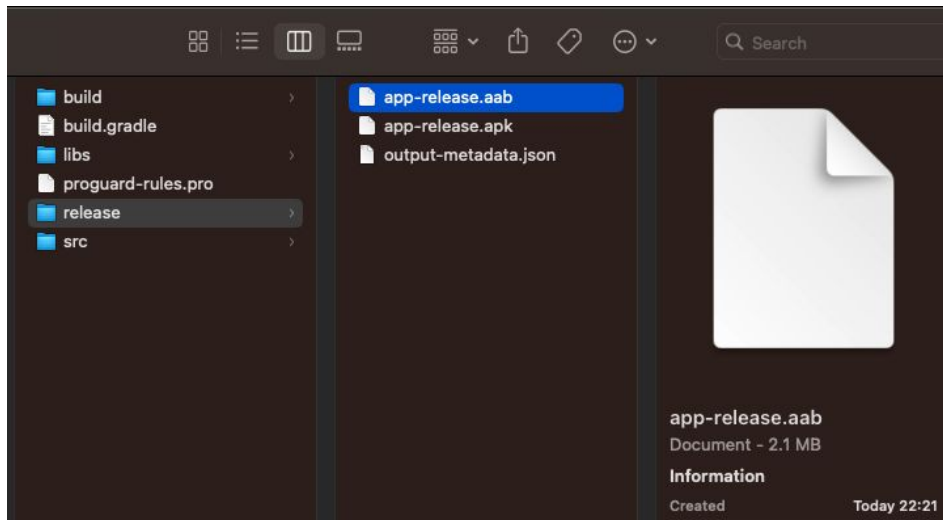 Search
build
build.gradle
libs
proguard-rules.pro
release
src
app-release.aab
app-release.apk
output-metadata.json
app-release.aab
Document - 2.1 MB
Information
Created Today 22:21